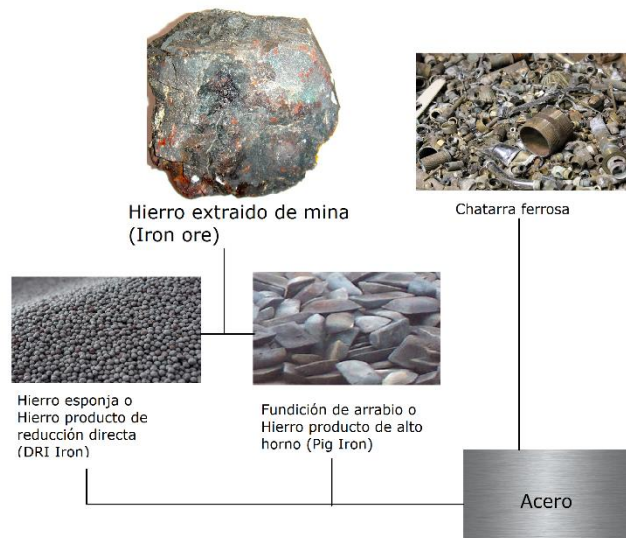 Hierro extraido de mina
(Iron ore)
Chatarra ferrosa
Hierro esponja o
Hierro producto de
reducción directa
(DRI Iron)
Fundición de arrabio o
Hierro producto de alto
horno (Pig Iron)
Acero